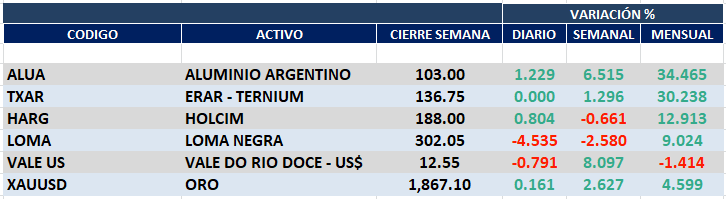 VARIACIÓN %
CODIGO ACTIVO CIERRE SEMANA DIARIO SEMANAL MENSUAL
ALUA ALUMINIO ARGENTINO 103.00 1.229 6.515 34.465
TXAR ERAR - TERNIUM 136.75 0.000 1.296 30.238
HARG HOLCIM 188.00 0.804 -0.661 12.913
LOMA LOMA NEGRA 302.05 -4.535 -2.580 9.024
VALE US VALE DO RIO DOCE - US$ 12.55 -0.791 8.097 -1.414
XAUUSD ORO 1,867.10 0.161 2.627 4.599